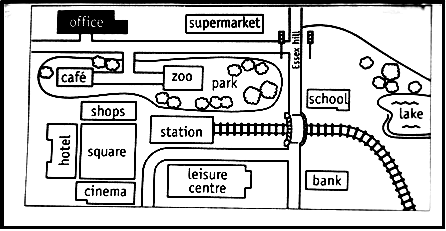 office
supermarket
Essex hill
café
zoo
park
shops
school
lake
station
hotel
square
cinema
leisure
centre
bank